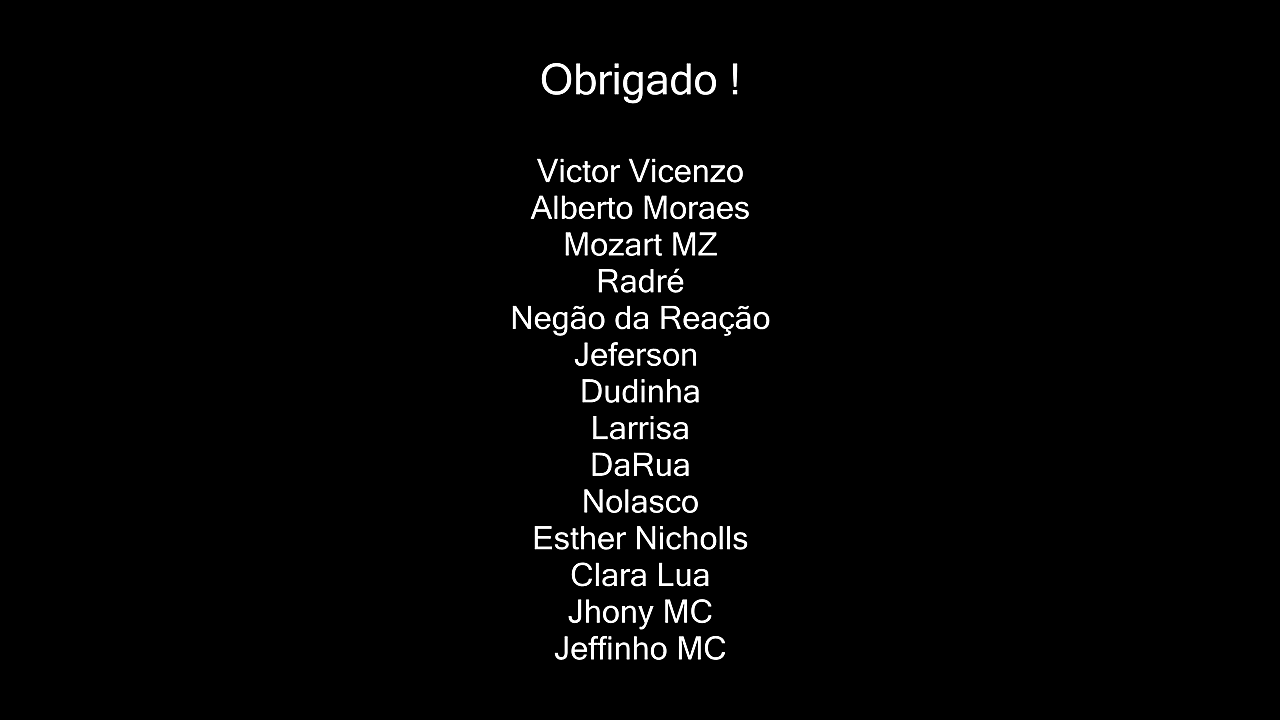 Obrigado !
Victor Vicenzo
Alberto Moraes
Mozart MZ
Radré
Negão da Reação
Jeferson
Dudinha
Larrisa
DaRua
Nolasco
Esther Nicholls
Clara Lua
Jhony MC
Jeffinho MC